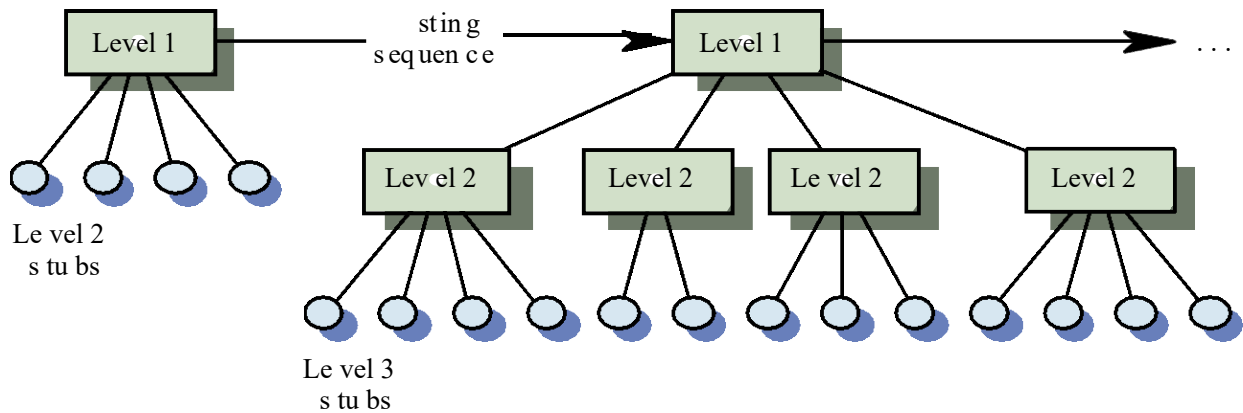 Level 1
sting
sequence
Level 1
. . .
Level 2
Level 2
Level 2
Level 2
Level 2
stubs
Level 3
stubs